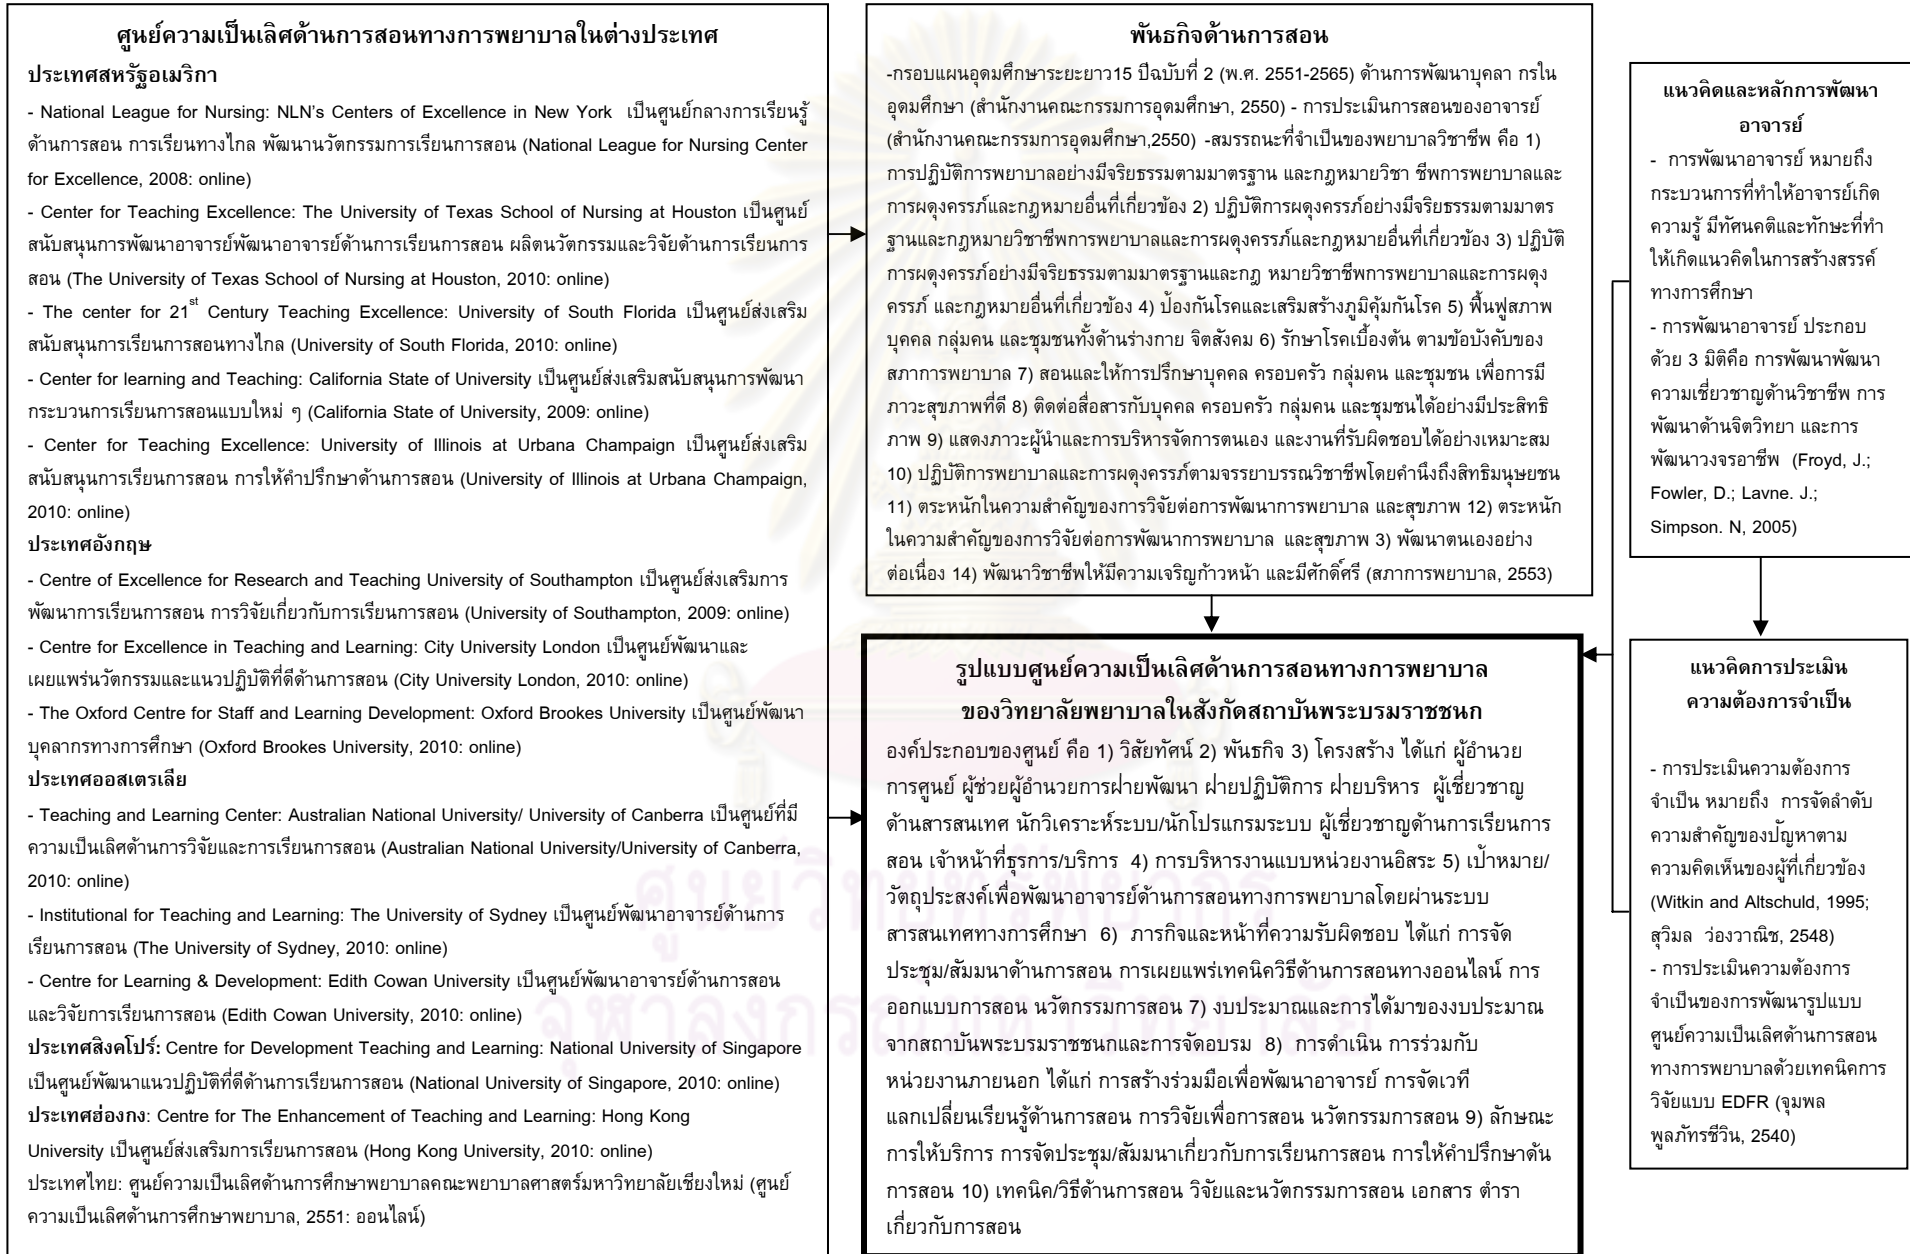 ศูนย์ความเป็นเลิศด้านการสอนทางการพยาบาลในต่างประเทศ
ประเทศสหรัฐอเมริกา
- National League for Nursing: NLN's Centers of Excellence in New York เป็นศูนย์กลางการเรียนรู้
ด้านการสอน การเรียนทางไกล พัฒนานวัตกรรมการเรียนการสอน (National League for Nursing Center
for Excellence, 2008: online)
- Center for Teaching Excellence: The University of Texas School of Nursing at Houston เป็นศูนย์
สนับสนุนการพัฒนาอาจารย์พัฒนาอาจารย์ด้านการเรียนการสอน ผลิตนวัตกรรมและวิจัยด้านการเรียนการ
สอน (The University of Texas School of Nursing at Houston, 2010: online)
- The center for 21st Century Teaching Excellence: University of South Florida เป็นศูนย์ส่งเสริม
สนับสนุนการเรียนการสอนทางไกล (University of South Florida, 2010: online)
- Center for learning and Teaching: California State of University เป็นศูนย์ส่งเสริมสนับสนุนการพัฒนา
กระบวนการเรียนการสอนแบบใหม่ ๆ (California State of University, 2009: online)
- Center for Teaching Excellence: University of Illinois at Urbana Champaign เป็นศูนย์ส่งเสริม
สนับสนุนการเรียนการสอน การให้คำปรึกษาด้านการสอน (University of Illinois at Urbana Champaign,
2010: online)
ประเทศอังกฤษ
- Centre of Excellence for Research and Teaching University of Southampton เป็นศูนย์ส่งเสริมการ
พัฒนาการเรียนการสอน การวิจัยเกี่ยวกับการเรียนการสอน (University of Southampton, 2009: online)
- Centre for Excellence in Teaching and Learning: City University London เป็นศูนย์พัฒนาและ
เผยแพร่นวัตกรรมและแนวปฏิบัติที่ดีด้านการสอน (City University London, 2010: online)
- The Oxford Centre for Staff and Learning Development: Oxford Brookes University เป็นศูนย์พัฒนา
บุคลากรทางการศึกษา (Oxford Brookes University, 2010: online)
ประเทศออสเตรเลีย
- Teaching and Learning Center: Australian National University/ University of Canberra เป็นศูนย์ที่มี
ความเป็นเลิศด้านการวิจัยและการเรียนการสอน (Australian National University/University of Canberra,
2010: online)
- Institutional for Teaching and Learning: The University of Sydney เป็นศูนย์พัฒนาอาจารย์ด้านการ
เรียนการสอน (The University of Sydney, 2010: online)
- Centre for Learning & Development: Edith Cowan University เป็นศูนย์พัฒนาอาจารย์ด้านการสอน
และวิจัยการเรียนการสอน (Edith Cowan University, 2010: online)
ประเทศสิงคโปร์: Centre for Development Teaching and Learning: National University of Singapore
เป็นศูนย์พัฒนาแนวปฏิบัติที่ดีด้านการเรียนการสอน (National University of Singapore, 2010: online)
ประเทศฮ่องกง: Centre for The Enhancement of Teaching and Learning: Hong Kong
University เป็นศูนย์ส่งเสริมการเรียนการสอน (Hong Kong University, 2010: online)
ประเทศไทย: ศูนย์ความเป็นเลิศด้านการศึกษาพยาบาลคณะพยาบาลศาสตร์มหาวิทยาลัยเชียงใหม่ (ศูนย์
ความเป็นเลิศด้านการศึกษาพยาบาล, 2551: ออนไลน์)
พันธกิจด้านการสอน
-กรอบแผนอุดมศึกษาระยะยาว15 ปีฉบับที่ 2 (พ.ศ. 2551-2565) ด้านการพัฒนาบุคลา กรใน
อุดมศึกษา (สำนักงานคณะกรรมการอุดมศึกษา, 2550) - การประเมินการสอนของอาจารย์
(สำนักงานคณะกรรมการอุดมศึกษา,2550) -สมรรถนะที่จำเป็นของพยาบาลวิชาชีพ คือ 1)
การปฏิบัติการพยาบาลอย่างมีจริยธรรมตามมาตรฐาน และกฎหมายวิชา ชีพการพยาบาลและ
การผดุงครรภ์และกฎหมายอื่นที่เกี่ยวข้อง 2) ปฏิบัติการผดุงครรภ์อย่างมีจริยธรรมตามมาตร
ฐานและกฎหมายวิชาชีพการพยาบาลและการผดุงครรภ์และกฎหมายอื่นที่เกี่ยวข้อง 3) ปฏิบัติ
การผดุงครรภ์อย่างมีจริยธรรมตามมาตรฐานและกฎ หมายวิชาชีพการพยาบาลและการผดุง
ครรภ์ และกฎหมายอื่นที่เกี่ยวข้อง 4) ป้องกันโรคและเสริมสร้างภูมิคุ้มกันโรค 5) ฟื้นฟูสภาพ
บุคคล กลุ่มคน และชุมชนทั้งด้านร่างกาย จิตสังคม 6) รักษาโรคเบื้องต้น ตามข้อบังคับของ
สภาการพยาบาล 7) สอนและให้การปรึกษาบุคคล ครอบครัว กลุ่มคน และชุมชน เพื่อการมี
ภาวะสุขภาพที่ดี 8) ติดต่อสื่อสารกับบุคคล ครอบครัว กลุ่มคน และชุมชนได้อย่างมีประสิทธิ
ภาพ 9) แสดงภาวะผู้นำและการบริหารจัดการตนเอง และงานที่รับผิดชอบได้อย่างเหมาะสม
10) ปฏิบัติการพยาบาลและการผดุงครรภ์ตามจรรยาบรรณวิชาชีพโดยคำนึงถึงสิทธิมนุษยชน
11) ตระหนักในความสำคัญของการวิจัยต่อการพัฒนาการพยาบาล และสุขภาพ 12) ตระหนัก
ในความสำคัญของการวิจัยต่อการพัฒนาการพยาบาล และสุขภาพ 3) พัฒนาตนเองอย่าง
ต่อเนื่อง 14) พัฒนาวิชาชีพให้มีความเจริญก้าวหน้า และมีศักดิ์ศรี (สภาการพยาบาล, 2553)
รูปแบบศูนย์ความเป็นเลิศด้านการสอนทางการพยาบาล
ของวิทยาลัยพยาบาลในสังกัดสถาบันพระบรมราชชนก
องค์ประกอบของศูนย์ คือ 1) วิสัยทัศน์ 2) พันธกิจ 3) โครงสร้าง ได้แก่ ผู้อำนวย
การศูนย์ ผู้ช่วยผู้อำนวยการฝ่ายพัฒนา ฝ่ายปฏิบัติการ ฝ่ายบริหาร ผู้เชี่ยวชาญ
ด้านสารสนเทศ นักวิเคราะห์ระบบ/นักโปรแกรมระบบ ผู้เชี่ยวชาญด้านการเรียนการ
สอน เจ้าหน้าที่ธุรการ/บริการ 4) การบริหารงานแบบหน่วยงานอิสระ 5) เป้าหมาย/
วัตถุประสงค์เพื่อพัฒนาอาจารย์ด้านการสอนทางการพยาบาลโดยผ่านระบบ
สารสนเทศทางการศึกษา 6) ภารกิจและหน้าที่ความรับผิดชอบ ได้แก่ การจัด
ประชุม/สัมมนาด้านการสอน การเผยแพร่เทคนิควิธีด้านการสอนทางออนไลน์ การ
ออกแบบการสอน นวัตกรรมการสอน 7) งบประมาณและการได้มาของงบประมาณ
จากสถาบันพระบรมราชชนกและการจัดอบรม 8) การดำเนิน การร่วมกับ
หน่วยงานภายนอก ได้แก่ การสร้างร่วมมือเพื่อพัฒนาอาจารย์ การจัดเวที
แลกเปลี่ยนเรียนรู้ด้านการสอน การวิจัยเพื่อการสอน นวัตกรรมการสอน 9) ลักษณะ
การให้บริการ การจัดประชุม/สัมมนาเกี่ยวกับการเรียนการสอน การให้คำปรึกษาด้น
การสอน 10) เทคนิค/วิธีด้านการสอน วิจัยและนวัตกรรมการสอน เอกสาร ตำรา
เกี่ยวกับการสอน
แนวคิดและหลักการพัฒนา
อาจารย์
- การพัฒนาอาจารย์ หมายถึง
กระบวนการที่ทำให้อาจารย์เกิด
ความรู้ มีทัศนคติและทักษะที่ทำ
ให้เกิดแนวคิดในการสร้างสรรค์
ทางการศึกษา
- การพัฒนาอาจารย์ ประกอบ
ด้วย 3 มิติคือ การพัฒนาพัฒนา
ความเชี่ยวชาญด้านวิชาชีพ การ
พัฒนาด้านจิตวิทยา และการ
พัฒนาวงจรอาชีพ (Froyd, J.;
Fowler, D.; Lavne. J.;
Simpson. N, 2005)
แนวคิดการประเมิน
ความต้องการจำเป็น
- การประเมินความต้องการ
จำเป็น หมายถึง การจัดลำดับ
ความสำคัญของปัญหาตาม
ความคิดเห็นของผู้ที่เกี่ยวข้อง
(Witkin and Altschuld, 1995;
สุวิมล ว่องวาณิช, 2548)
- การประเมินความต้องการ
จำเป็นของการพัฒนารูปแบบ
ศูนย์ความเป็นเลิศด้านการสอน
ทางการพยาบาลด้วยเทคนิคการ
วิจัยแบบ EDFR (จุมพล
พูลภัทรชีวิน, 2540)
ศูนย์วิทยทรัพยากร
จุฬาลงกรณ์มหาวิทยาลัย